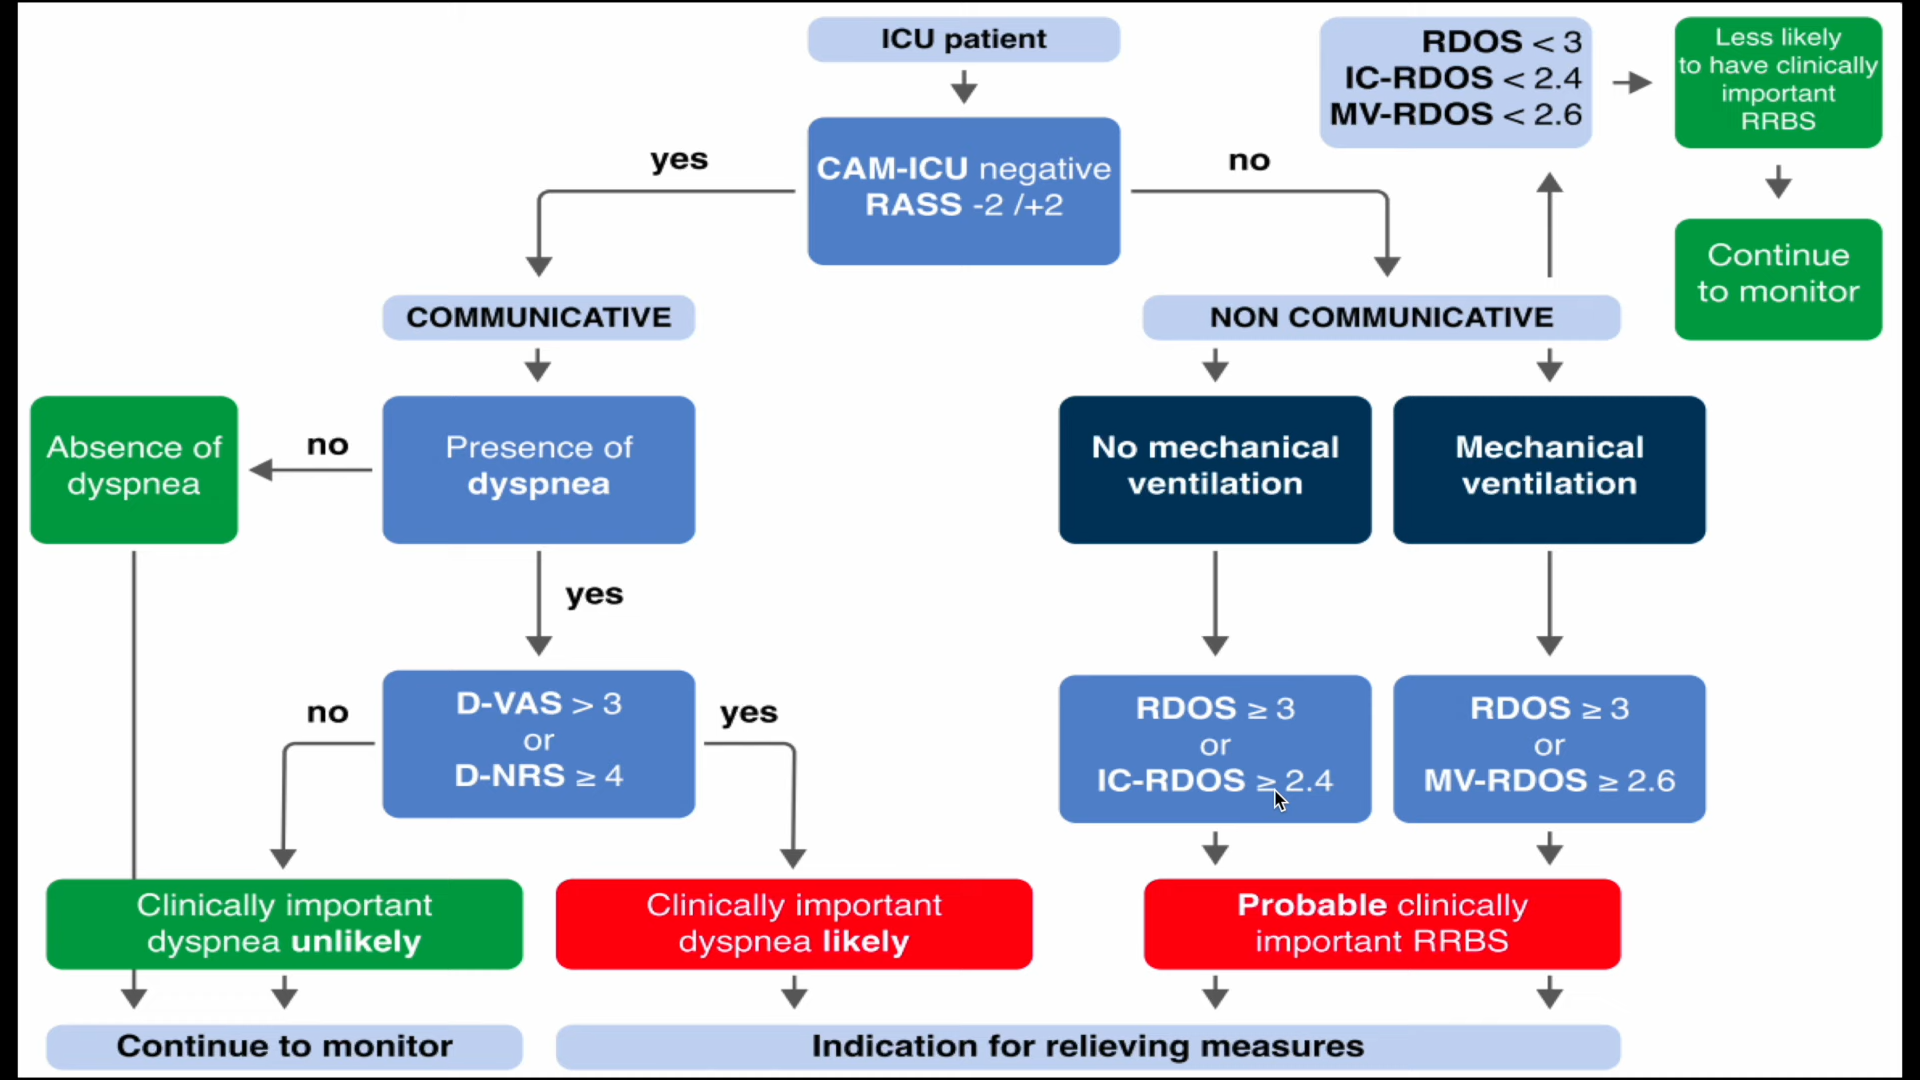 ICU patient
RDOS < 3
IC-RDOS < 2.4
MV-RDOS < 2.6
Less likely
to have clinically
important
RRBS
yes
CAM-ICU negative
RASS -2 /+2
no
Continue
to monitor
COMMUNICATIVE
NON COMMUNICATIVE
Absence of
dyspnea
no
Presence of
dyspnea
No mechanical
ventilation
Mechanical
ventilation
yes
no
D-VAS > 3
or
D-NRS ≥ 4
yes
RDOS ≥ 3
or
IC-RDOS ≥ 2.4
RDOS ≥ 3
or
MV-RDOS ≥ 2.6
Clinically important
dyspnea unlikely
Clinically important
dyspnea likely
Probable clinically
important RRBS
Continue to monitor
Indication for relieving measures